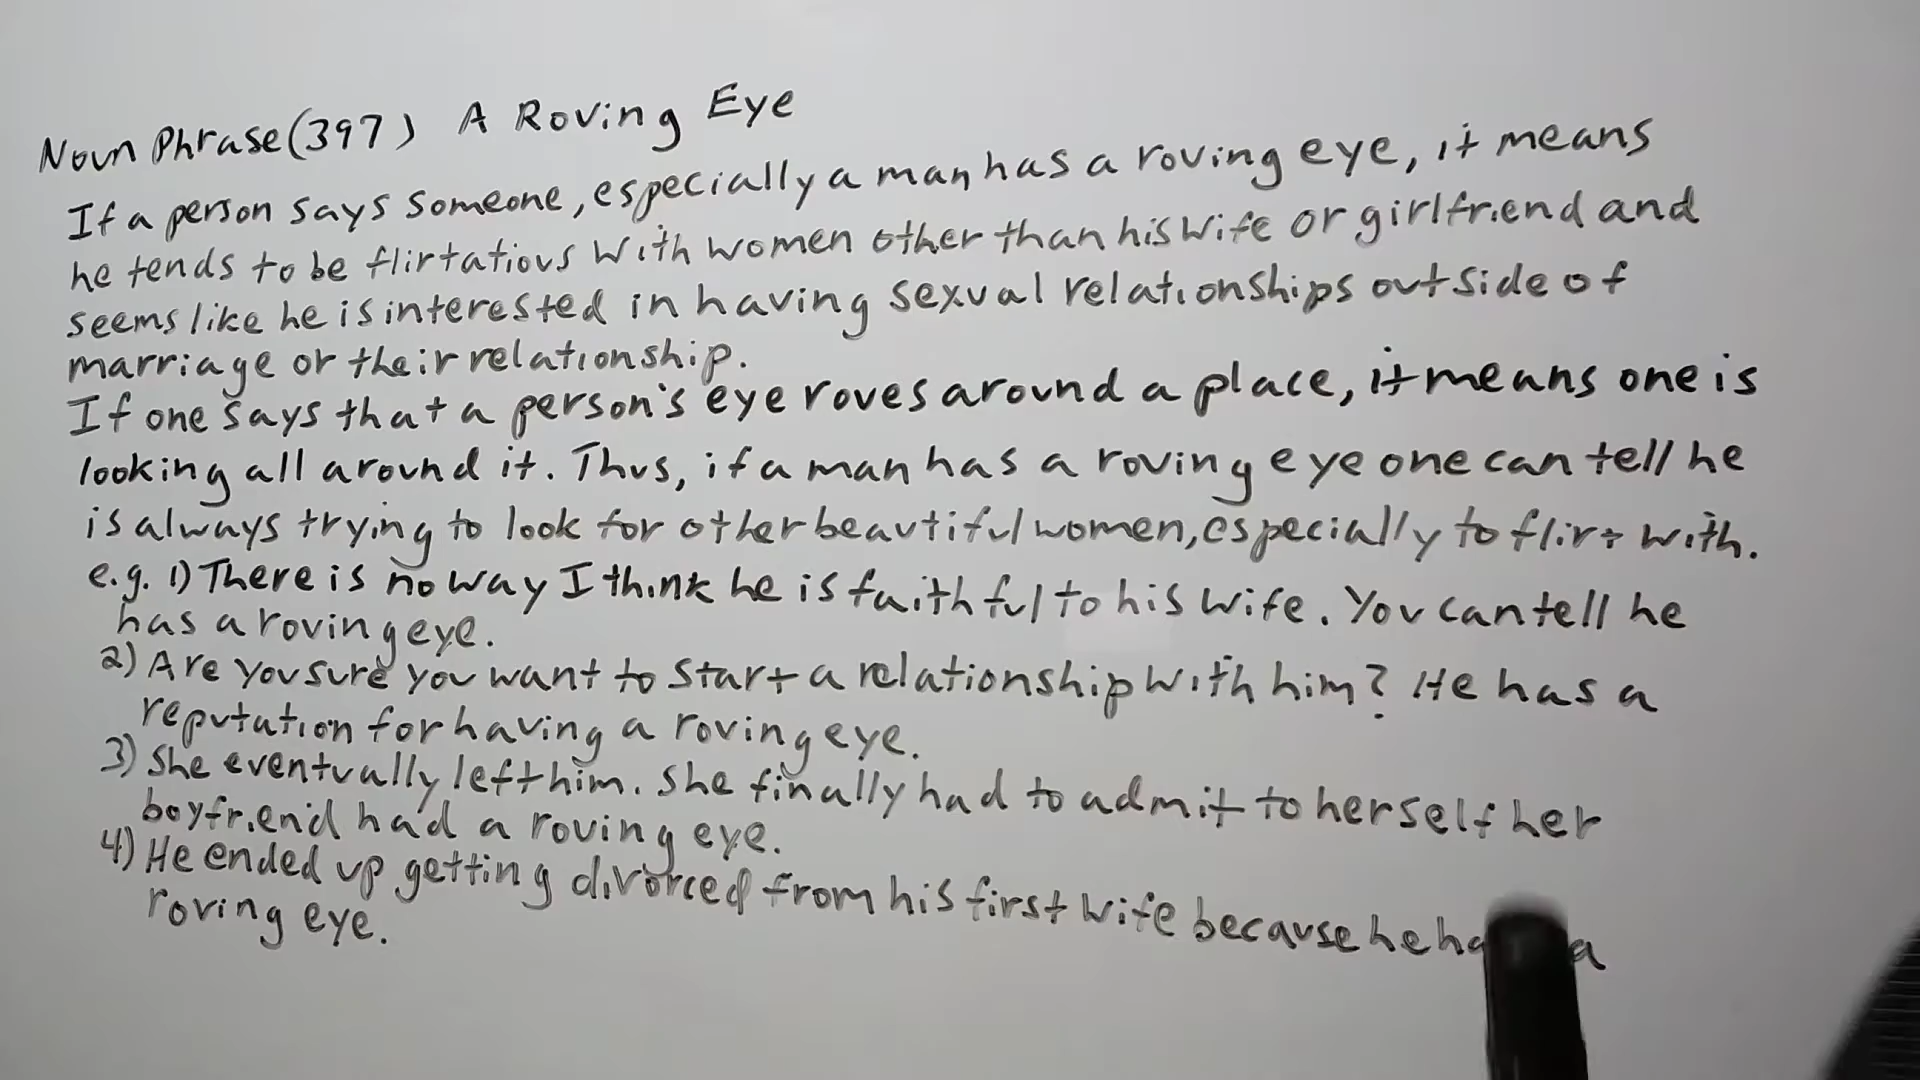 Noun Phrase (397) A Roving Eye
If a person says someone, especially a man has a roving eye, it means
he tends to be flirtatious with women other than his wife or girlfriend and
seems like he is interested in having sexual relationships outside of
marriage or their relationship.
If one says that a person's eye roves around a place, it means one is
looking all around it. Thus, if a man has a roving eye one can tell he
is always trying to look for other beautiful women, especially to flirt with.
e.g. 1) There is no way I think he is faithful to his wife. You can tell he
has a roving eye.
2) Are you sure you want to start a relationship with him? He has a
reputation for having a roving eye.
3) She eventually left him. She finally had to admit to herself her
boyfriend had a roving eye.
4) He ended up getting divorced from his first wife because he a
roving eye.